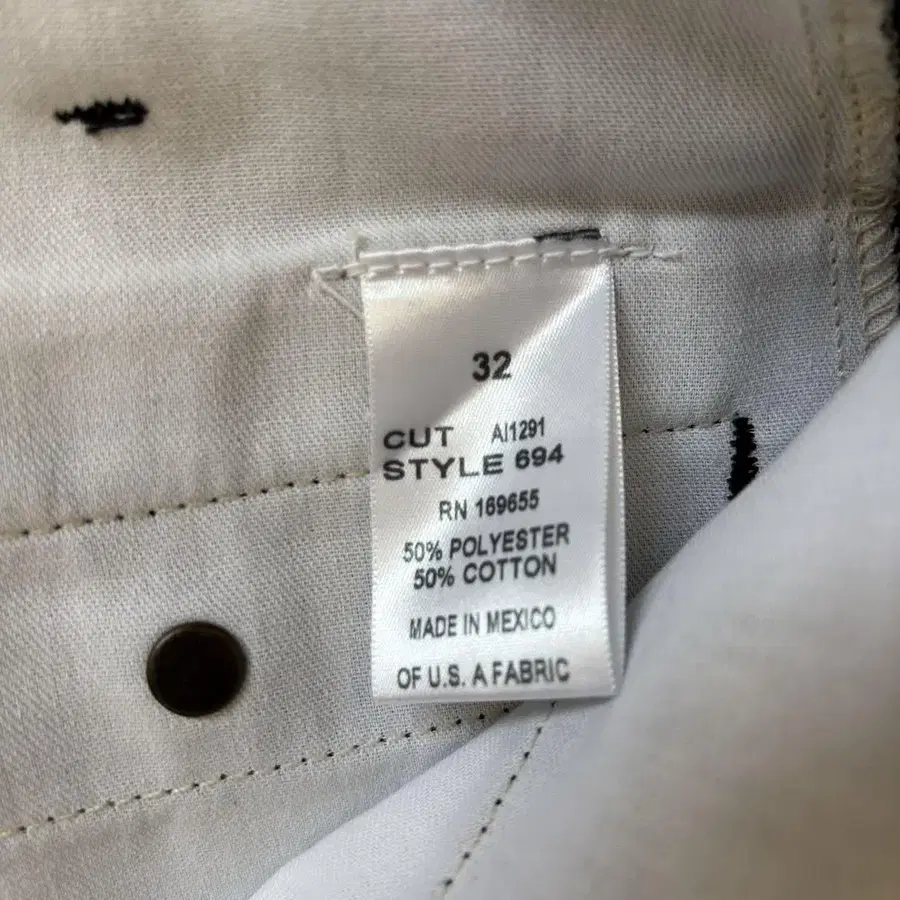 32
CUT AI1291
STYLE 694
RN 169655
50% POLYESTER
50% COTTON
MADE IN MEXICO
OF U.S. A FABRIC